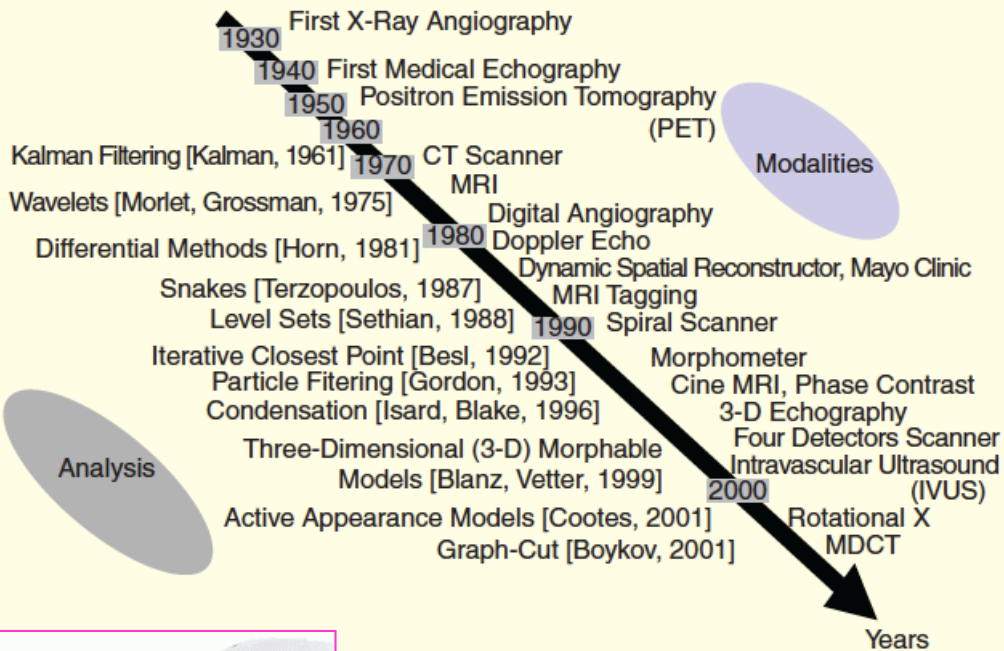 First X-Ray Angiography
1930
1940 First Medical Echography
1950 Positron Emission Tomography
(PET)
1960
Modalities
Kalman Filtering [Kalman, 1961] 1970 CT Scanner
MRI
Wavelets [Morlet, Grossman, 1975]
Digital Angiography
1980 Doppler Echo
Differential Methods [Horn, 1981]
Dynamic Spatial Reconstructor, Mayo Clinic
Snakes [Terzopoulos, 1987] MRI Tagging
Level Sets [Sethian, 1988] 1990 Spiral Scanner
Iterative Closest Point [Besl, 1992] Morphometer
Particle Fitering [Gordon, 1993] Cine MRI, Phase Contrast
Condensation [Isard, Blake, 1996] 3-D Echography
Four Detectors Scanner
Three-Dimensional (3-D) Morphable
Models [Blanz, Vetter, 1999]
Intravascular Ultrasound
(IVUS)
Analysis
2000
Active Appearance Models [Cootes, 2001] Rotational X
Graph-Cut [Boykov, 2001] MDCT
Years